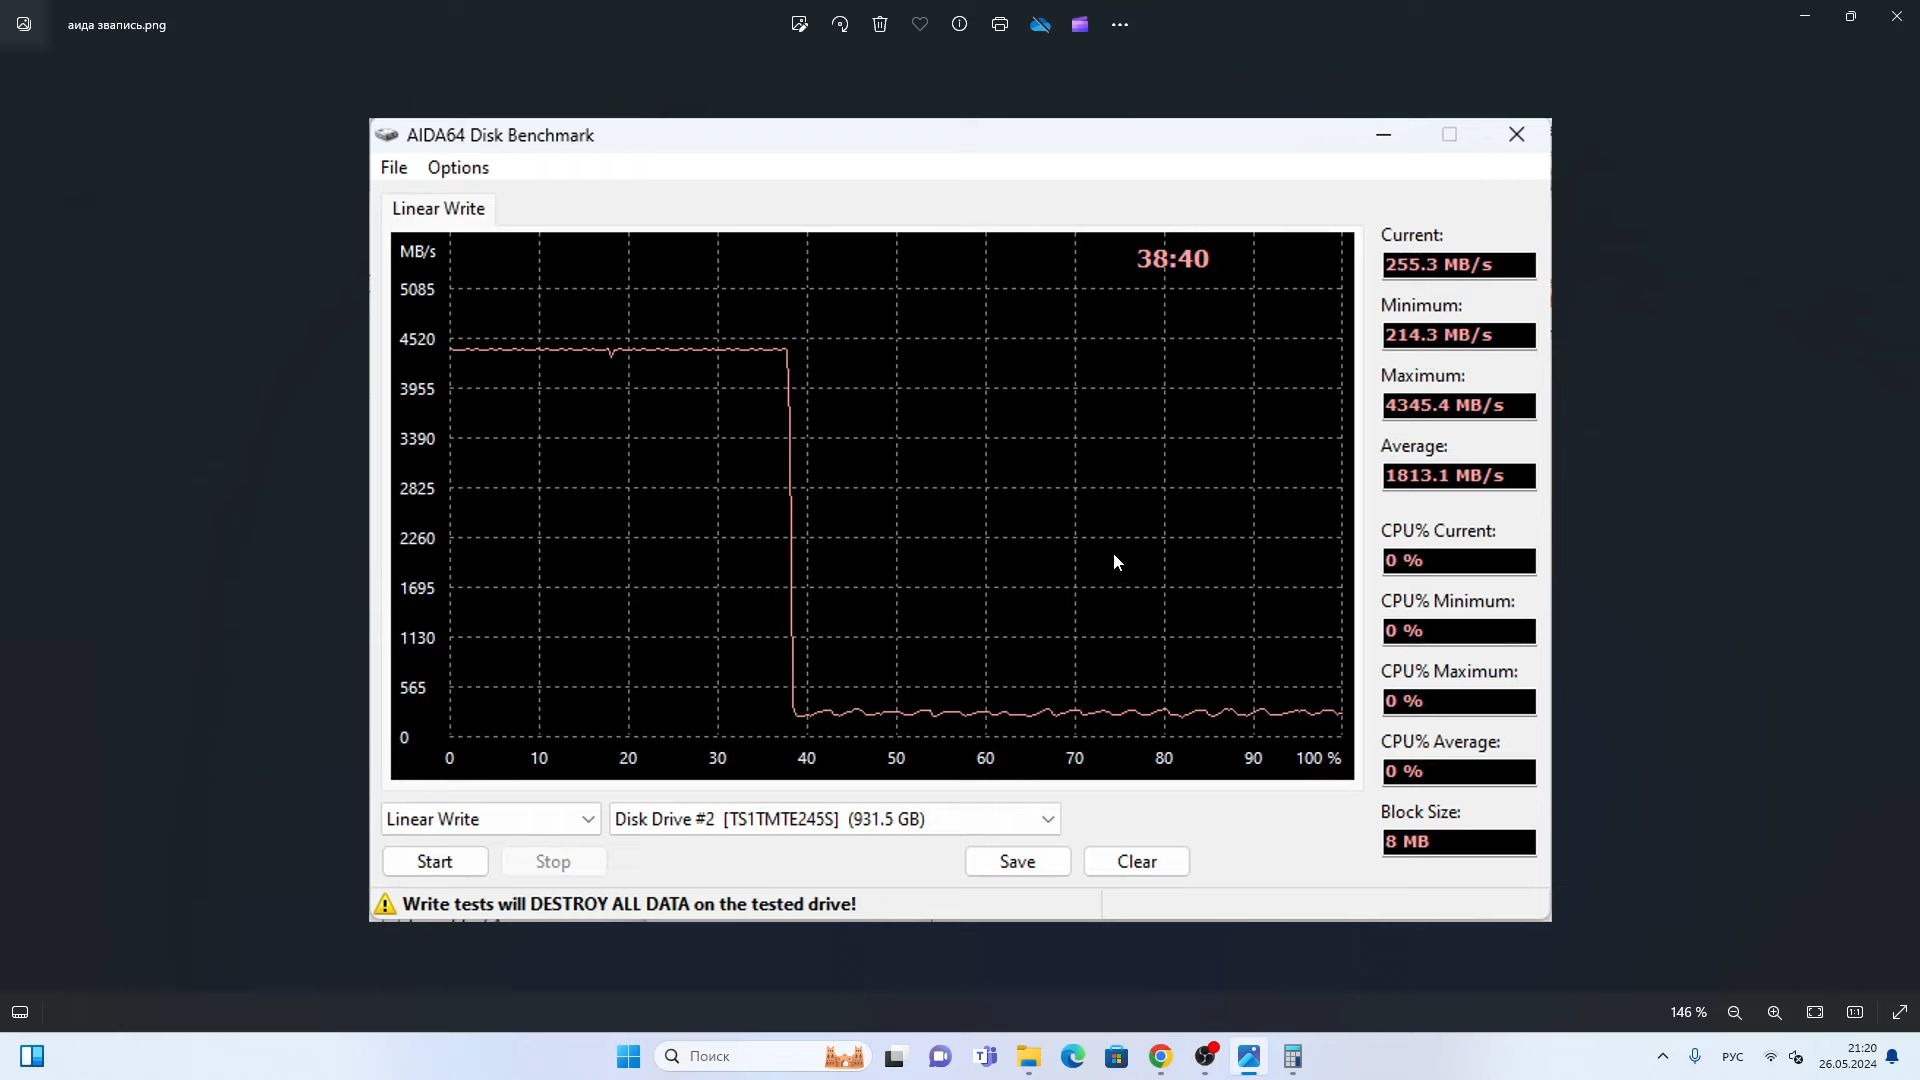 аида звапись.png
AIDA64 Disk Benchmark
File Options
Linear Write
MB/s
38:40
5085
4520
3955
3390
2825
2260
1695
1130
565
0
0 10 20 30 40 50 60 70 80 90 100 %
Current:
255.3 MB/s
Minimum:
214.3 MB/s
Maximum:
4345.4 MB/s
Average:
1813.1 MB/s
CPU% Current:
0 %
CPU% Minimum:
0 %
CPU% Maximum:
0 %
CPU% Average:
0 %
Block Size:
8 MB
Linear Write
Disk Drive #2 [TS1TMTE245S] (931.5 GB)
Start Stop Save Clear
Write tests will DESTROY ALL DATA on the tested drive!
146 %
1:1
Поиск
РУС
21:20
26.05.2024